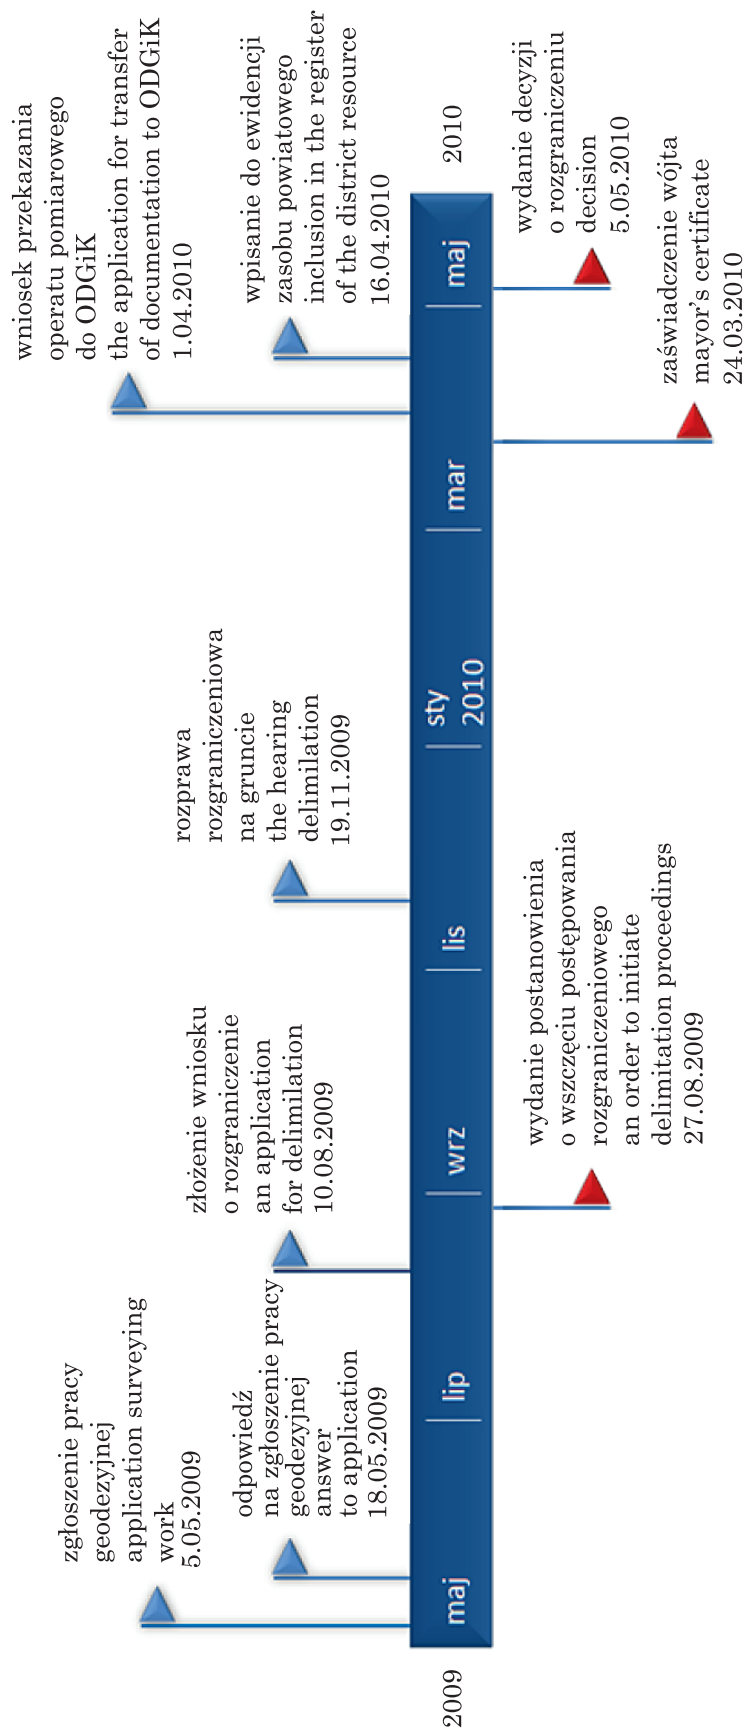 zgłoszenie pracy
geodezyjnej
application surveying
work
5.05.2009
odpowiedź
na zgłoszenie pracy
geodezyjnej
answer
to application
18.05.2009
złożenie wniosku
o rozgraniczenie
an application
for delimilation
10.08.2009
rozprawa
rozgraniczeniowa
na gruncie
the hearing
delimilation
19.11.2009
wniosek przekazania
operatu pomiarowego
do ODGiK
the application for transfer
of documentation to ODGiK
1.04.2010
wpisanie do ewidencji
zasobu powiatowego
inclusion in the register
of the district resource
16.04.2010
2009
maj
lip
wrz
lis
sty
2010
mar
maj
2010
wydanie postanowienia
o wszczęciu postępowania
rozgraniczeniowego
an order to initiate
delimitation proceedings
27.08.2009
wydanie decyzji
o rozgraniczeniu
decision
5.05.2010
zaświadczenie wójta
mayor's certificate
24.03.2010